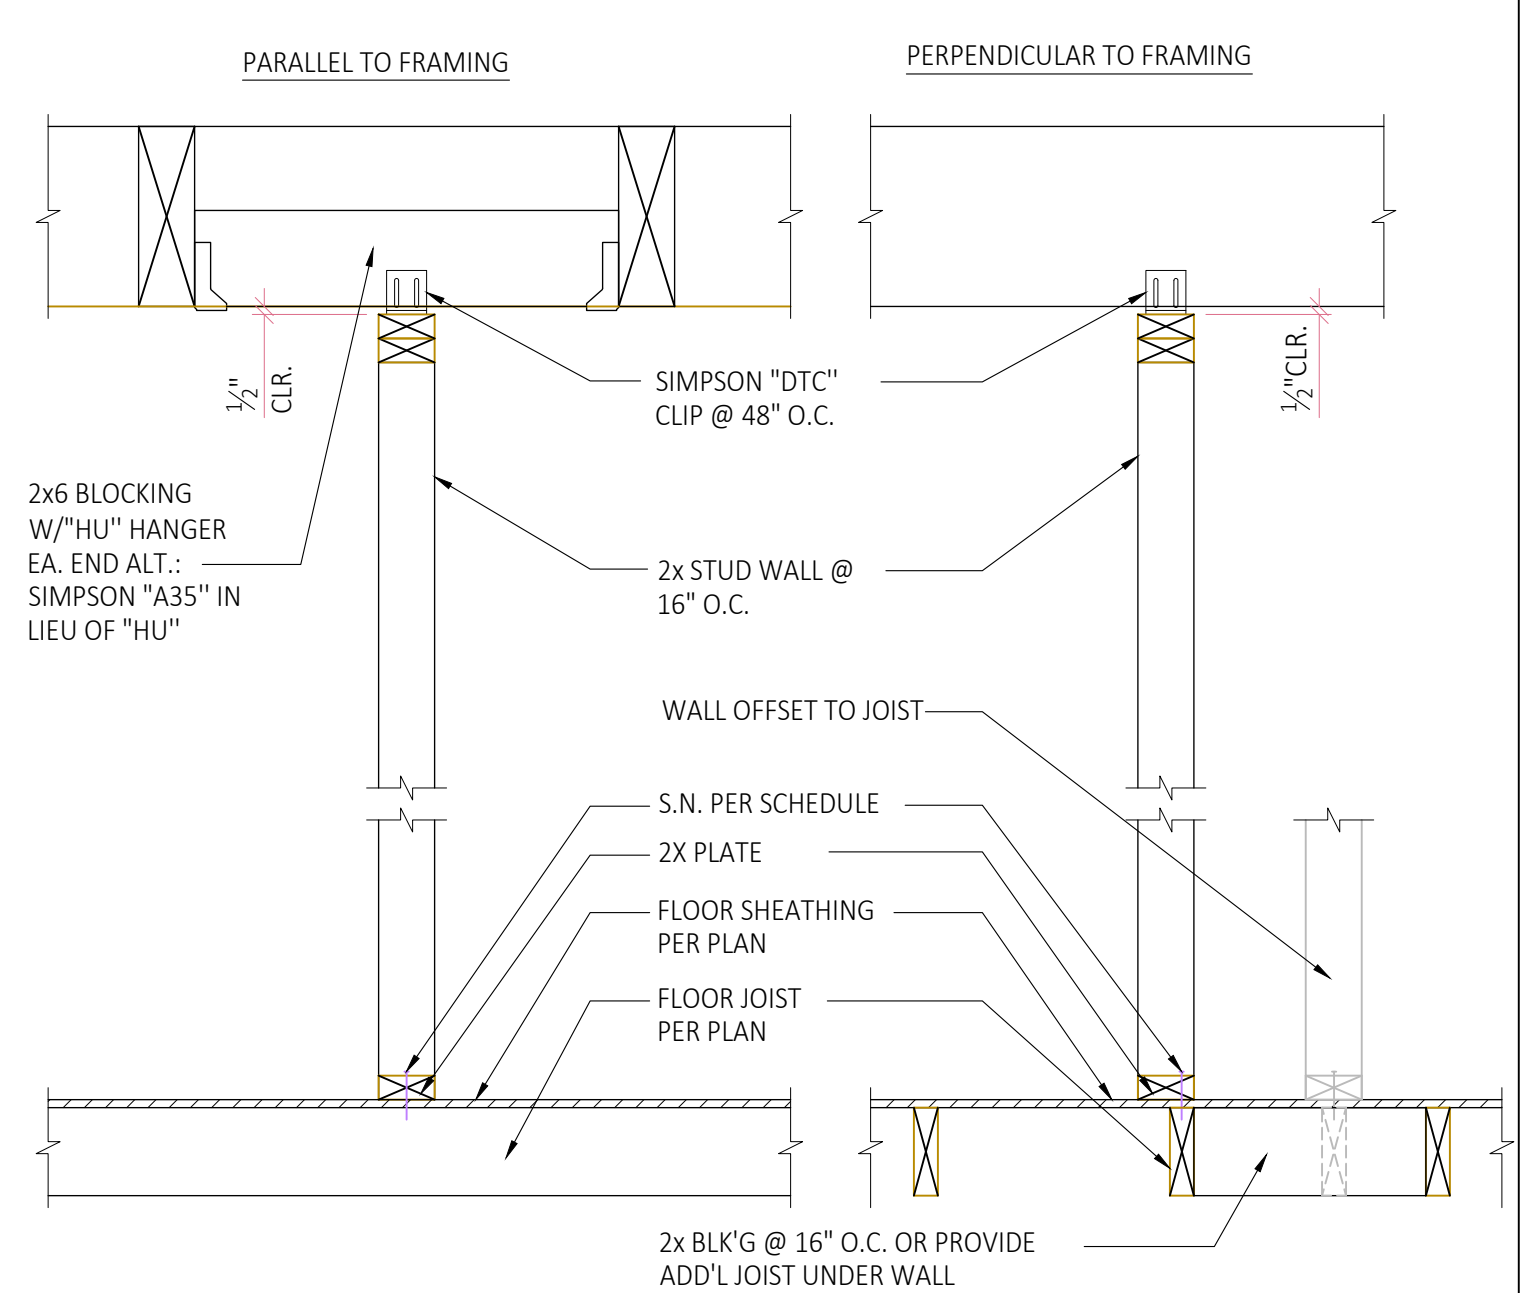 PARALLEL TO FRAMING
PERPENDICULAR TO FRAMING
1/2"
CLR.
1/2"CLR.
SIMPSON "DTC"
CLIP @ 48" O.C.
2x6 BLOCKING
W/"HU" HANGER
EA. END ALT.:
SIMPSON "A35" IN
LIEU OF "HU"
2x STUD WALL @
16" O.C.
WALL OFFSET TO JOIST
S.N. PER SCHEDULE
2X PLATE
FLOOR SHEATHING
PER PLAN
FLOOR JOIST
PER PLAN
2x BLK'G @ 16" O.C. OR PROVIDE
ADD'L JOIST UNDER WALL